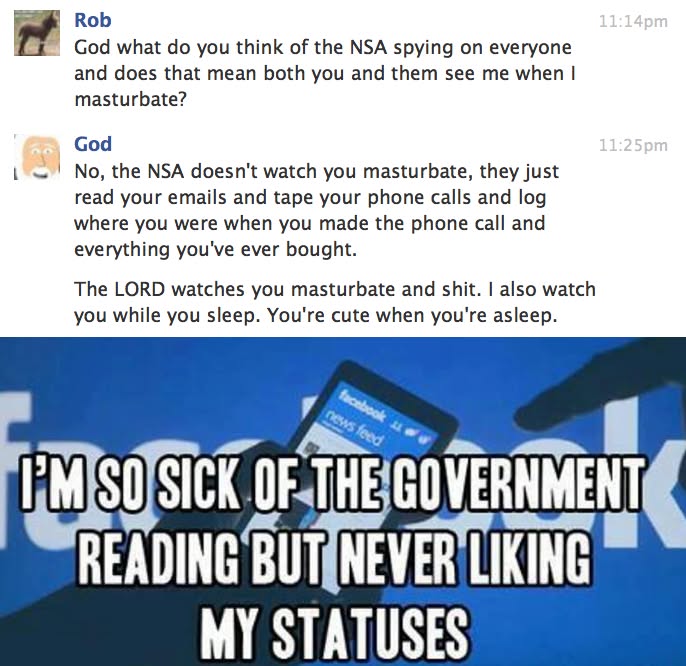 Rob 11:14pm
God what do you think of the NSA spying on everyone
and does that mean both you and them see me when I
masturbate?
God 11:25pm
No, the NSA doesn't watch you masturbate, they just
read your emails and tape your phone calls and log
where you were when you made the phone call and
everything you've ever bought.
The LORD watches you masturbate and shit. I also watch
you while you sleep. You're cute when you're asleep.
facebook
news feed
I'M SO SICK OF THE GOVERNMENT
READING BUT NEVER LIKING
MY STATUSES